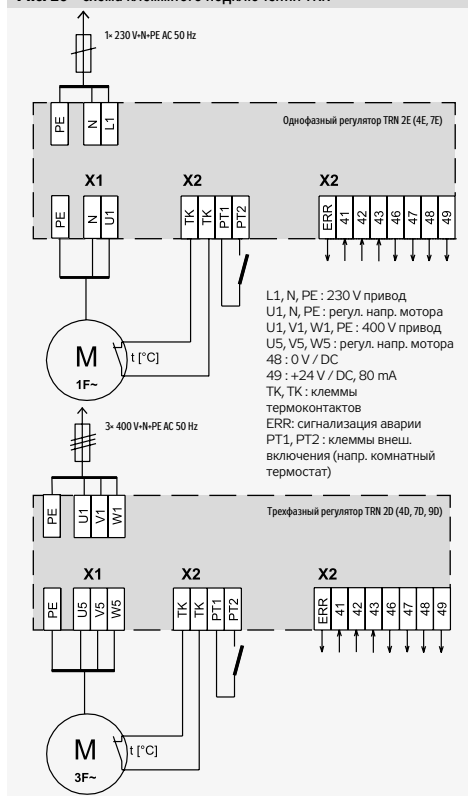 1× 230 V+N+PE AC 50 Hz
PE N L1
Однофазный регулятор TRN 2E (4E, 7E)
X1 X2 X2
PE N U1 TK TK PT1 PT2 ERR 41 42 43 46 47 48 49
M
1F~
t [°C]
L1, N, PE : 230 V привод
U1, N, PE : регул. напр. мотора
U1, V1, W1, PE : 400 V привод
U5, V5, W5 : регул. напр. мотора
48 : 0 V / DC
49 : +24 V / DC, 80 mA
TK, TK : клеммы
термоконтактов
ERR: сигнализация аварии
PT1, PT2 : клеммы внеш.
включения (напр. комнатный
термостат)
3× 400 V+N+PE AC 50 Hz
PE U1 V1 W1
Трехфазный регулятор TRN 2D (4D, 7D, 9D)
X1 X2 X2
PE U5 V5 W5 TK TK PT1 PT2 ERR 41 42 43 46 47 48 49
M
3F~
t [°C]